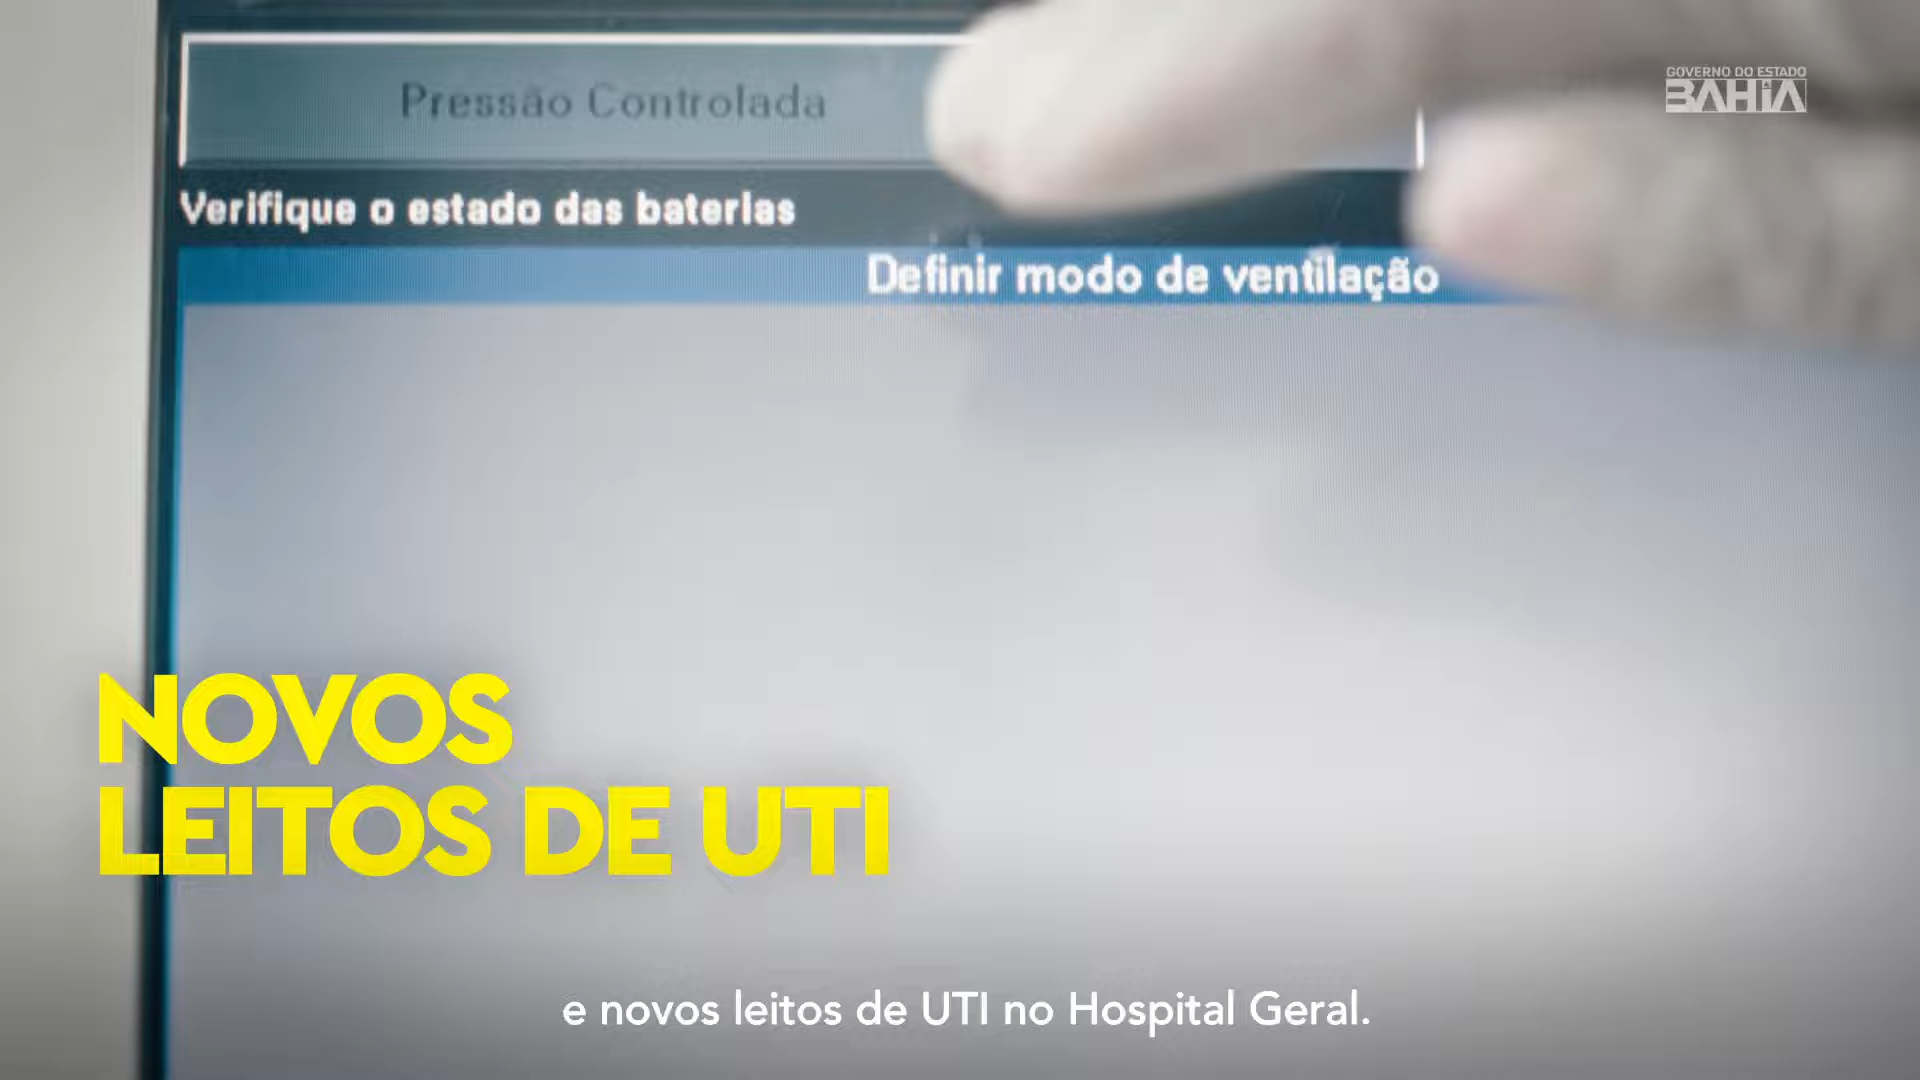 Pressão Controlada
GOVERNO DO ESTADO
BAHIA
Verifique o estado das baterias
Definir modo de ventilação
NOVOS
LEITOS DE UTI
e novos leitos de UTI no Hospital Geral.